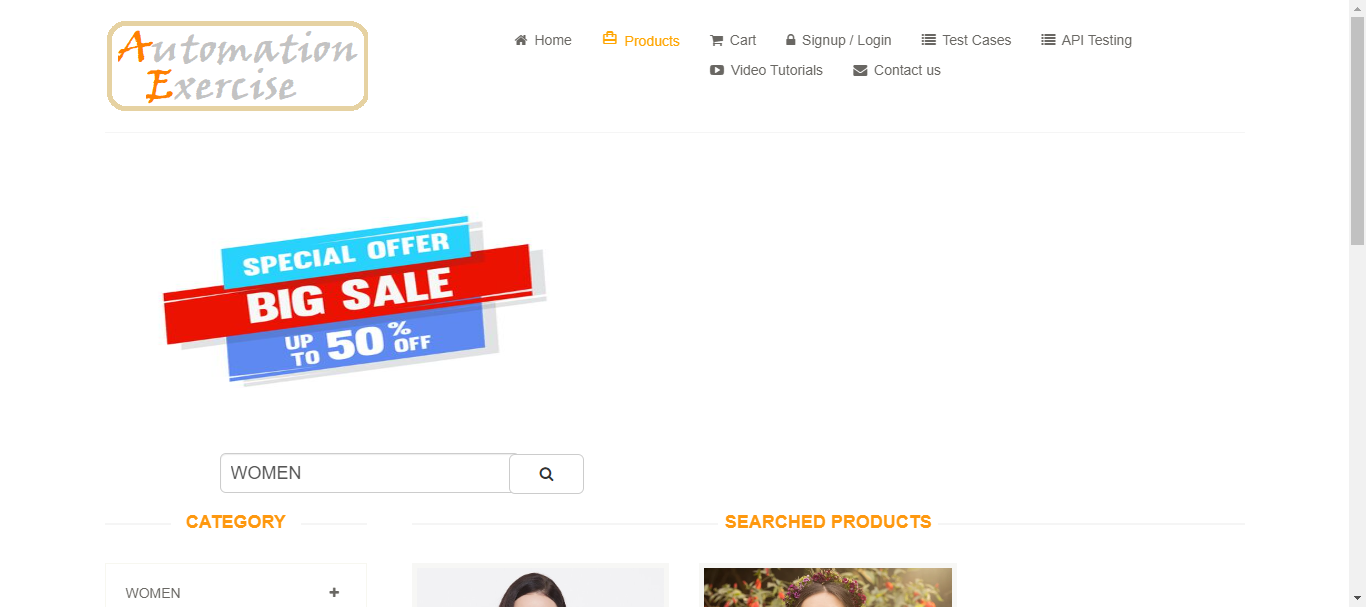 Automation
Exercise
Home
Products
Cart
Signup / Login
Test Cases
API Testing
Video Tutorials
Contact us
SPECIAL OFFER
BIG SALE
UP TO 50% OFF
WOMEN
CATEGORY
SEARCHED PRODUCTS
WOMEN